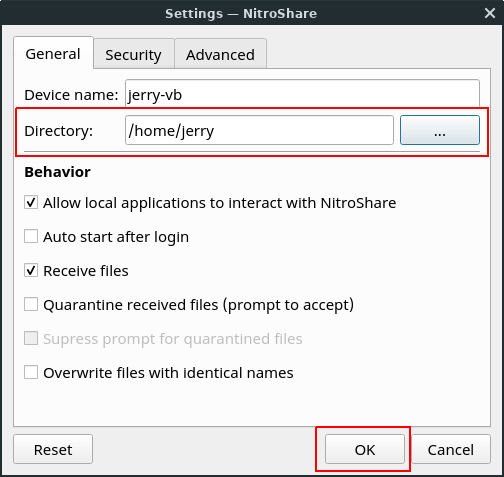 Settings — NitroShare
General Security Advanced
Device name: jerry-vb
Directory: /home/jerry ...
Behavior
Allow local applications to interact with NitroShare
Auto start after login
Receive files
Quarantine received files (prompt to accept)
Supress prompt for quarantined files
Overwrite files with identical names
Reset OK Cancel